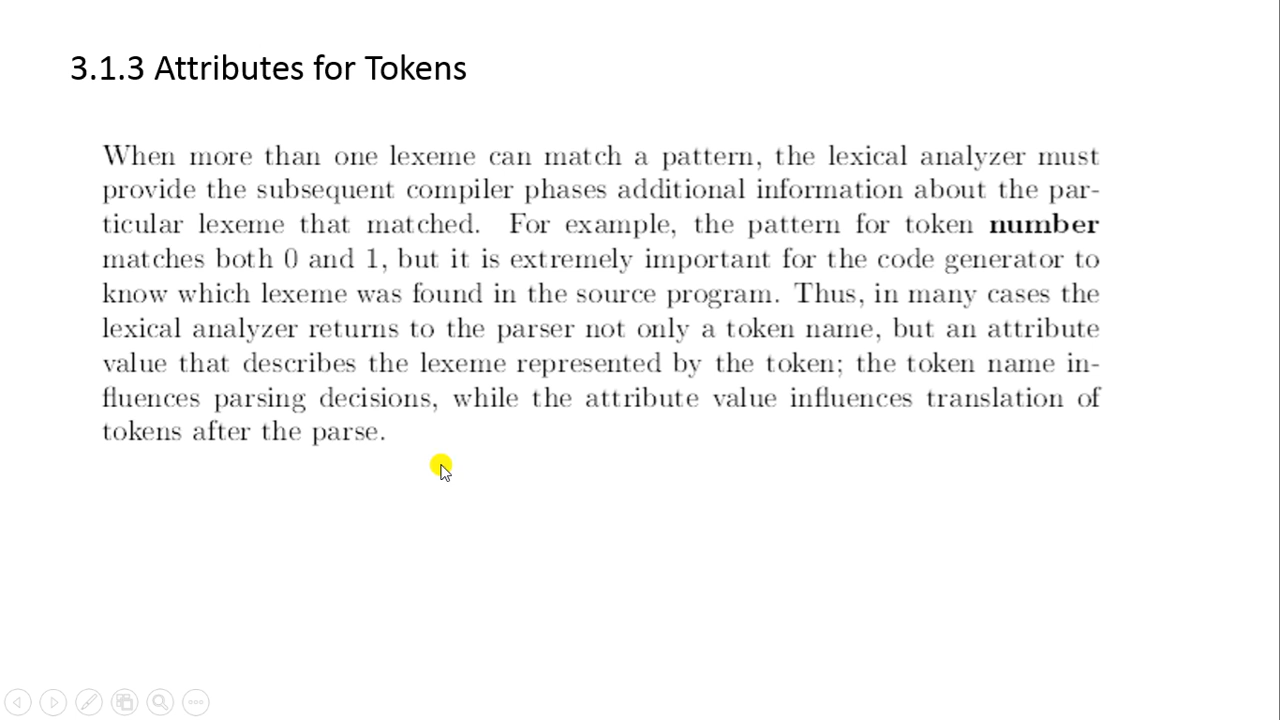 3.1.3 Attributes for Tokens
When more than one lexeme can match a pattern, the lexical analyzer must
provide the subsequent compiler phases additional information about the par-
ticular lexeme that matched. For example, the pattern for token number
matches both 0 and 1, but it is extremely important for the code generator to
know which lexeme was found in the source program. Thus, in many cases the
lexical analyzer returns to the parser not only a token name, but an attribute
value that describes the lexeme represented by the token; the token name in-
fluences parsing decisions, while the attribute value influences translation of
tokens after the parse.